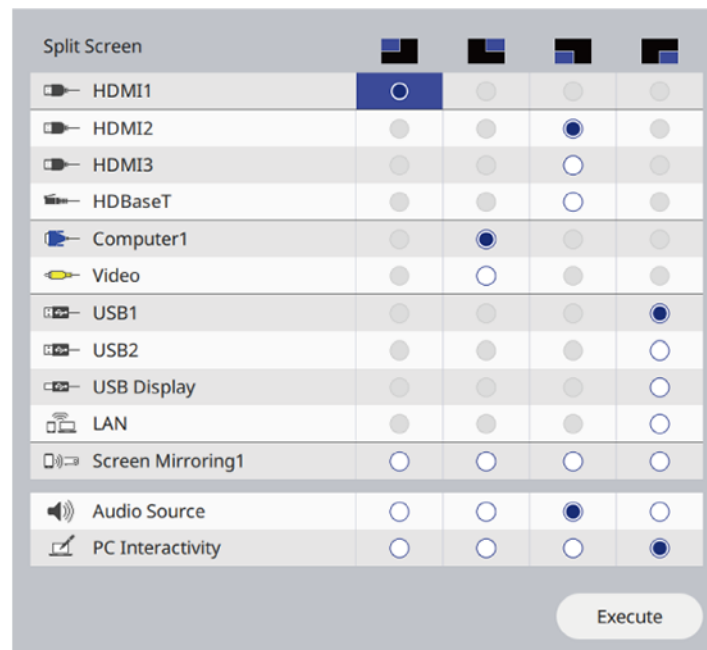 Split Screen
HDMI1
HDMI2
HDMI3
HDBaseT
Computer1
Video
USB1
USB2
USB Display
LAN
Screen Mirroring1
Audio Source
PC Interactivity
Execute